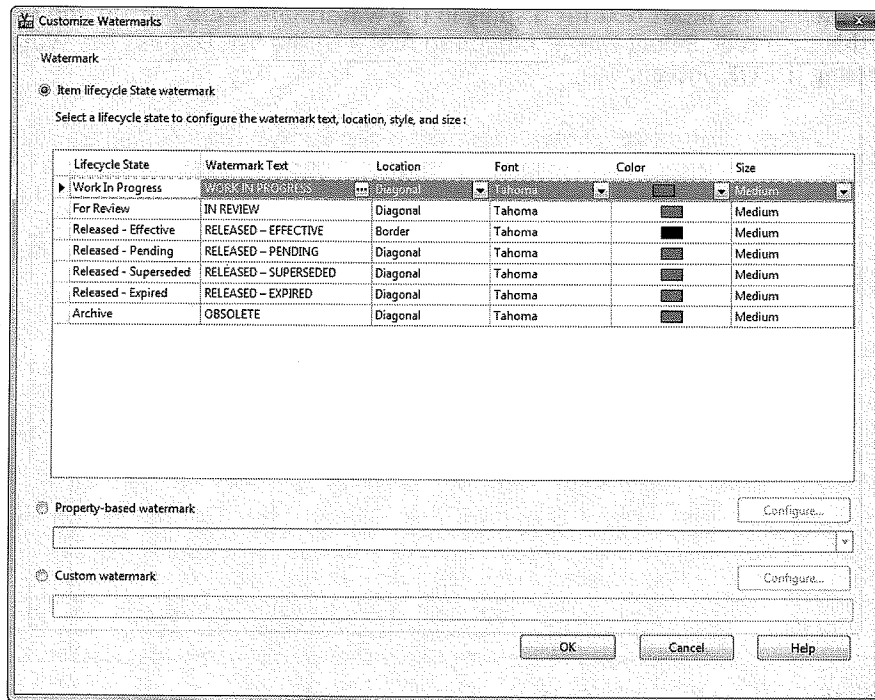 Customize Watermarks
Watermark
Item lifecycle State watermark
Select a lifecycle state to configure the watermark text, location, style, and size :
Lifecycle State Watermark Text Location Font Color Size
Work In Progress WORK IN PROGRESS ... Diagonal Tahoma Medium
For Review IN REVIEW Diagonal Tahoma Medium
Released - Effective RELEASED – EFFECTIVE Border Tahoma Medium
Released - Pending RELEASED – PENDING Diagonal Tahoma Medium
Released - Superseded RELEASED – SUPERSEDED Diagonal Tahoma Medium
Released - Expired RELEASED – EXPIRED Diagonal Tahoma Medium
Archive OBSOLETE Diagonal Tahoma Medium
Property-based watermark Configure...
Custom watermark Configure...
OK Cancel Help